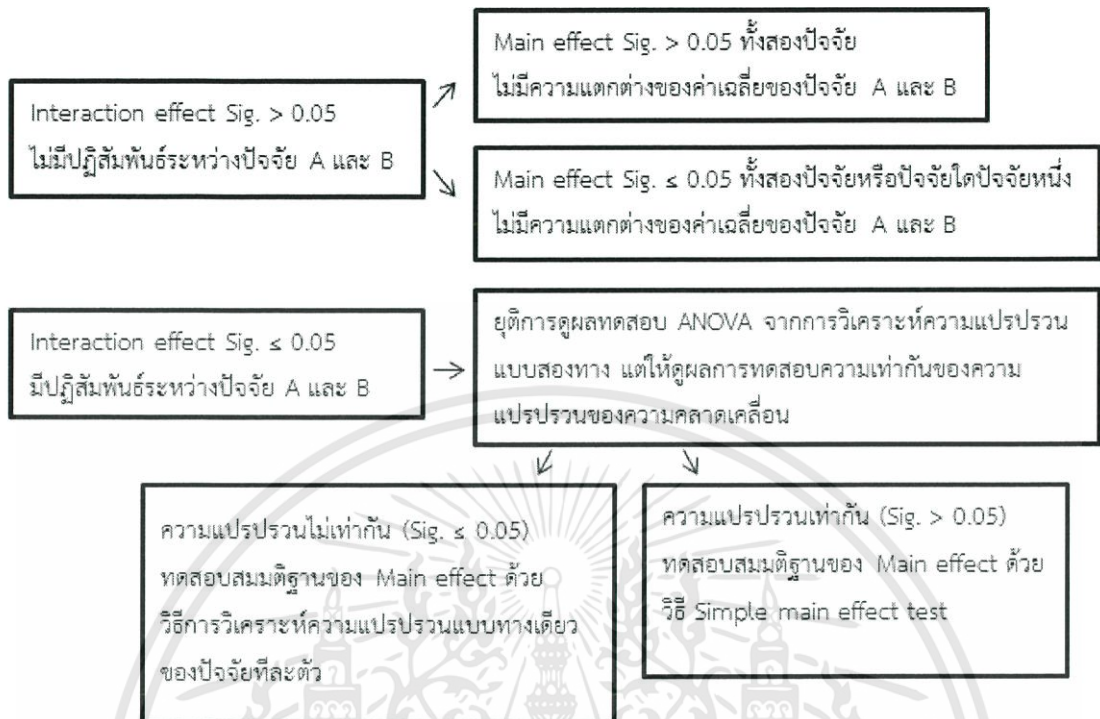 Main effect Sig. > 0.05 ทั้งสองปัจจัย
ไม่มีความแตกต่างของค่าเฉลี่ยของปัจจัย A และ B
Interaction effect Sig. > 0.05
ไม่มีปฏิสัมพันธ์ระหว่างปัจจัย A และ B
Main effect Sig. ≤ 0.05 ทั้งสองปัจจัยหรือปัจจัยใดปัจจัยหนึ่ง
ไม่มีความแตกต่างของค่าเฉลี่ยของปัจจัย A และ B
Interaction effect Sig. ≤ 0.05
มีปฏิสัมพันธ์ระหว่างปัจจัย A และ B
ยุติการดูผลทดสอบ ANOVA จากการวิเคราะห์ความแปรปรวน
แบบสองทาง แต่ให้ดูผลการทดสอบความเท่ากันของความ
แปรปรวนของความคลาดเคลื่อน
ความแปรปรวนไม่เท่ากัน (Sig. ≤ 0.05)
ทดสอบสมมติฐานของ Main effect ด้วย
วิธีการวิเคราะห์ความแปรปรวนแบบทางเดียว
ของปัจจัยทีละตัว
ความแปรปรวนเท่ากัน (Sig. > 0.05)
ทดสอบสมมติฐานของ Main effect ด้วย
วิธี Simple main effect test